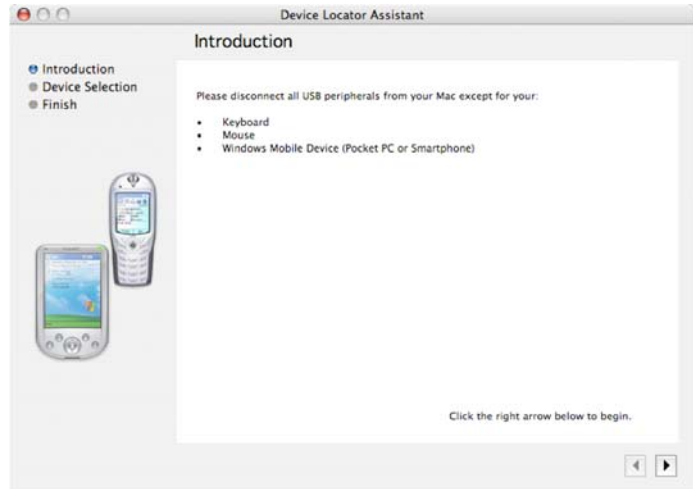 Device Locator Assistant
Introduction
Introduction
Device Selection
Finish
Please disconnect all USB peripherals from your Mac except for your:
• Keyboard
• Mouse
• Windows Mobile Device (Pocket PC or Smartphone)
Click the right arrow below to begin.